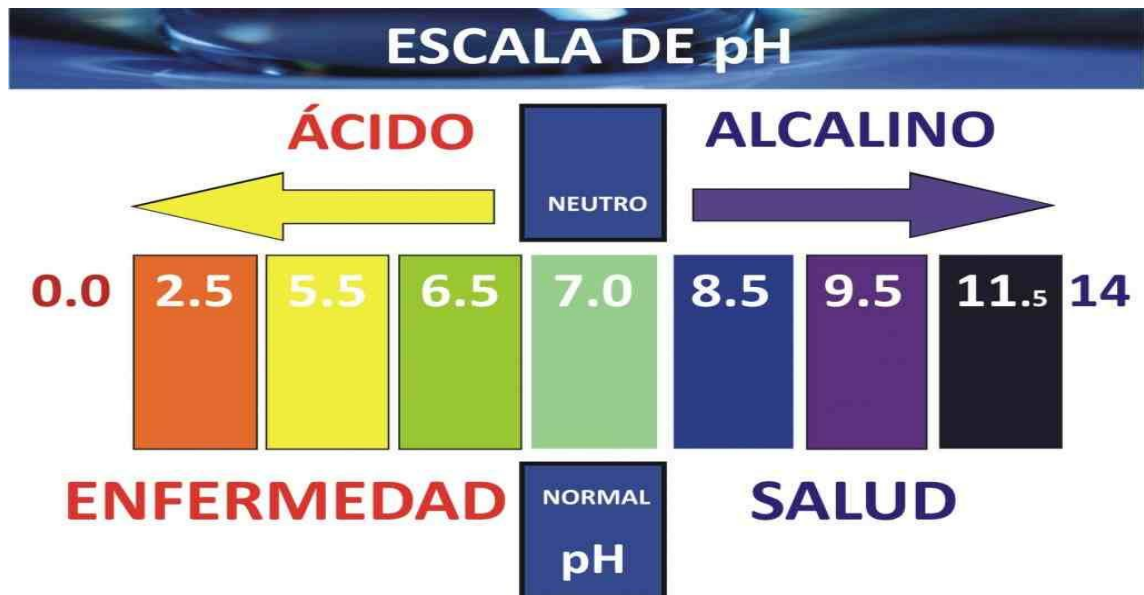 ESCALA DE pH
ÁCIDO
ALCALINO
NEUTRO
0.0 2.5 5.5 6.5 7.0 8.5 9.5 11.5 14
ENFERMEDAD
NORMAL
pH
SALUD